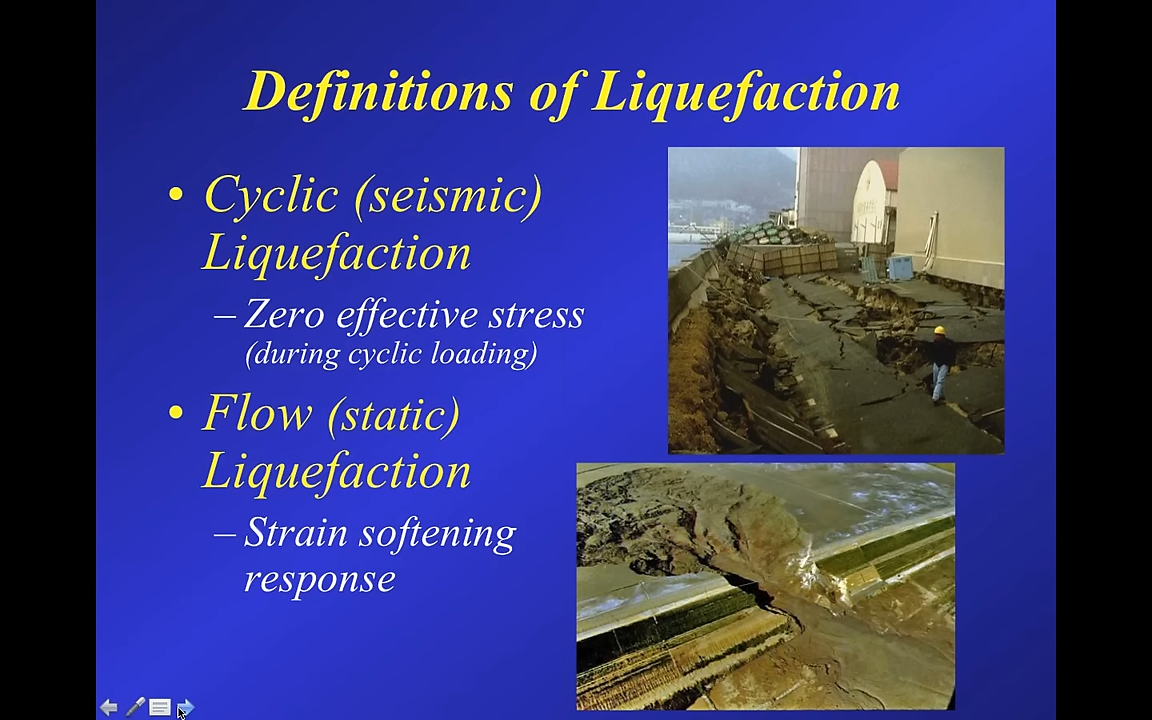 Definitions of Liquefaction
• Cyclic (seismic)
Liquefaction
– Zero effective stress
(during cyclic loading)
• Flow (static)
Liquefaction
– Strain softening
response